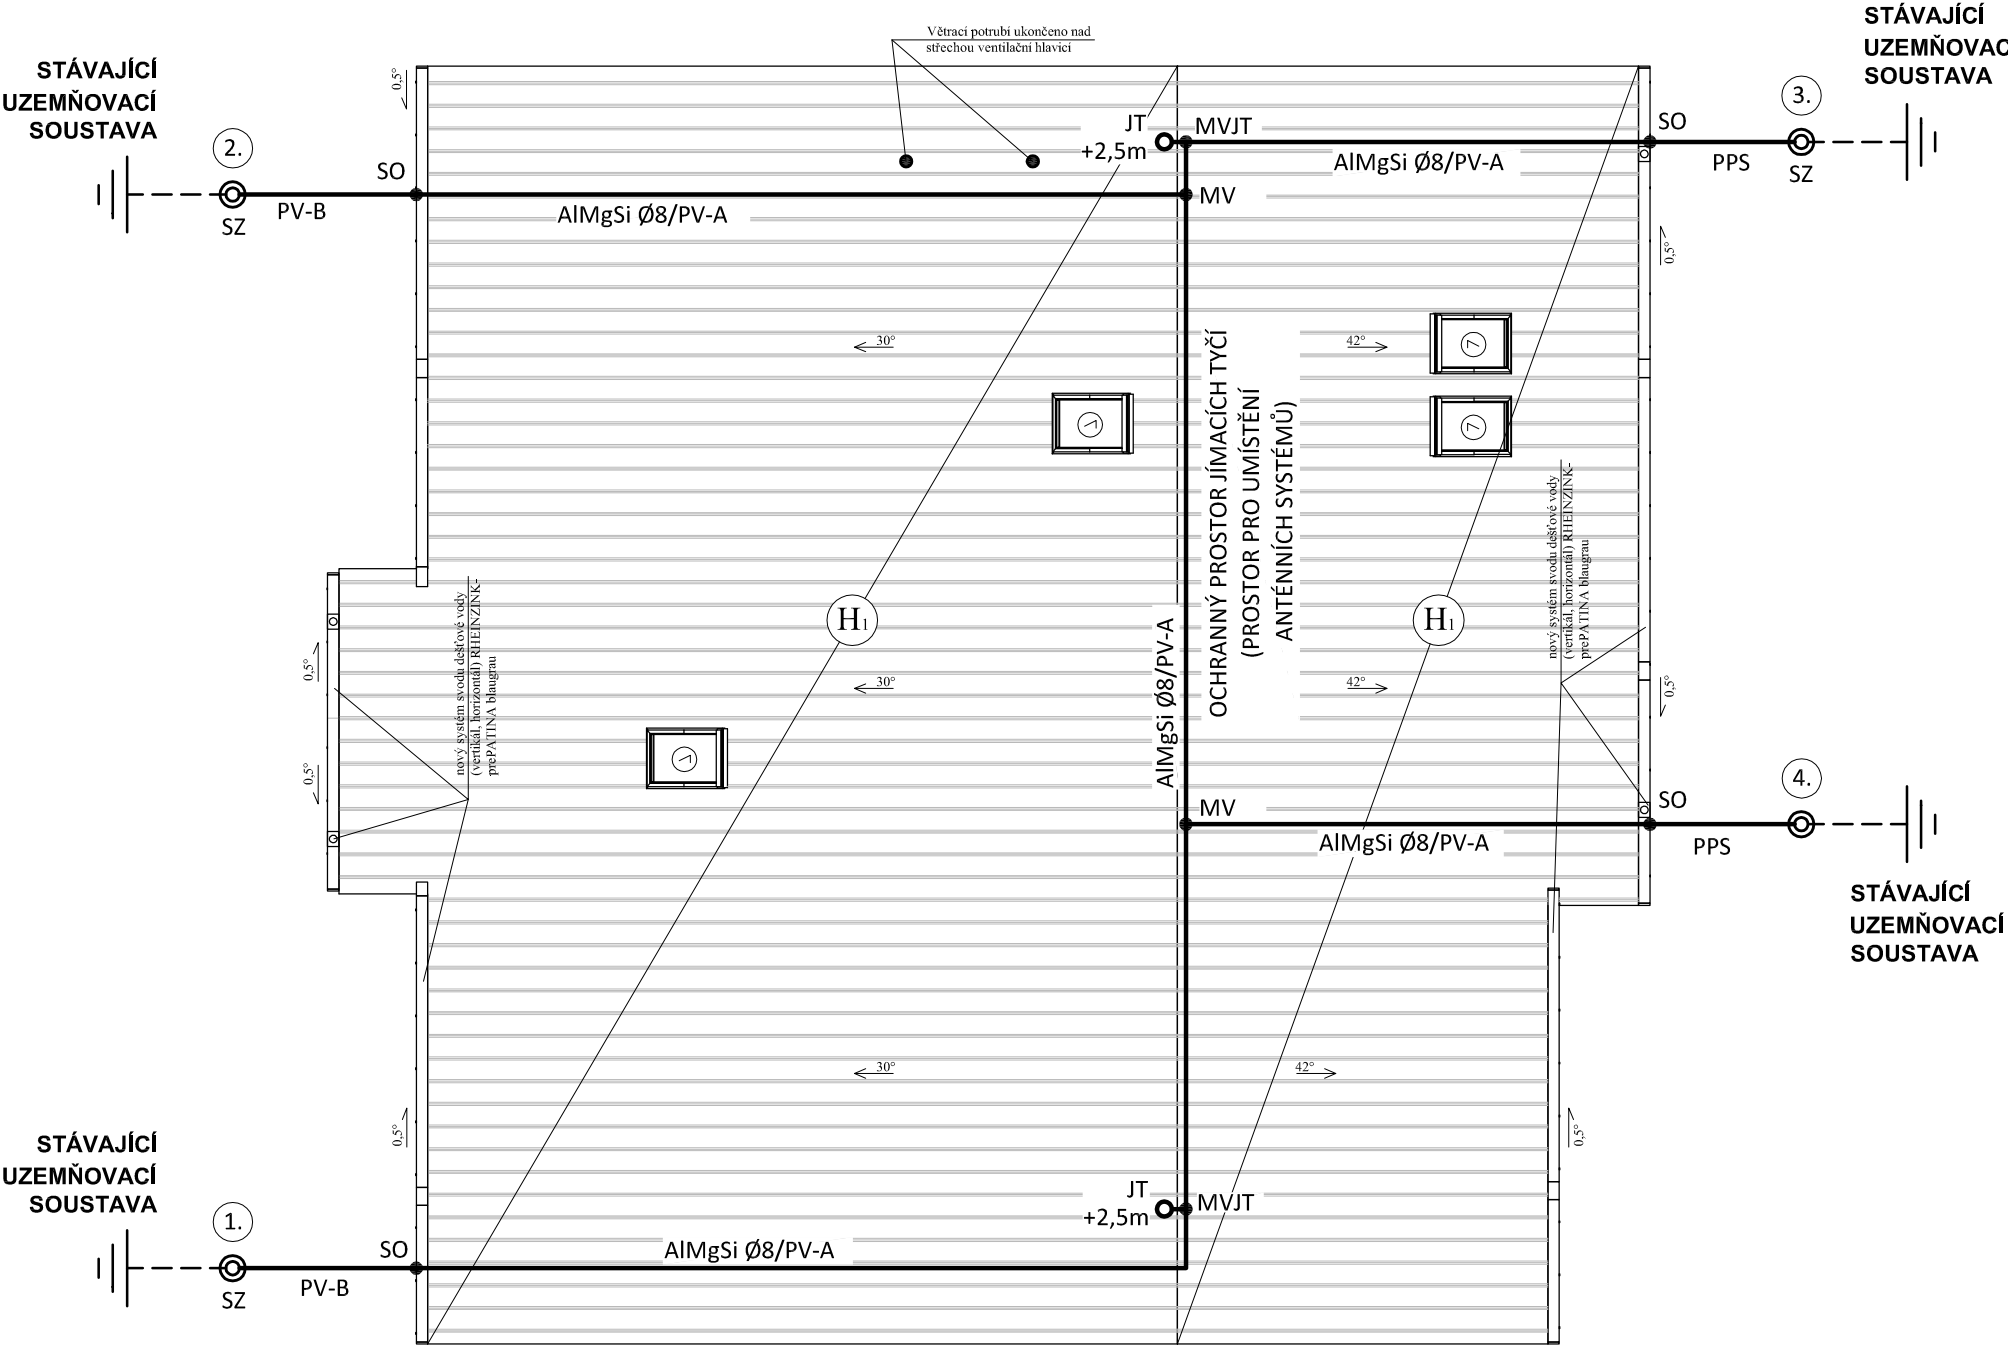 STÁVAJÍCÍ
UZEMŇOVAC
SOUSTAVA
Větrací potrubí ukončeno nad
střechou ventilační hlavicí
STÁVAJÍCÍ
UZEMŇOVACÍ
SOUSTAVA
0,5°
3.
2.
JT
+2,5m
MVJT
SO
AlMgSi Ø8/PV-A
PPS
SZ
SO
PV-B
SZ
AlMgSi Ø8/PV-A
MV
0,5°
30°
42°
7
7
7
OCHRANNÝ PROSTOR JÍMACÍCH TYČÍ
(PROSTOR PRO UMÍSTĚNÍ
ANTÉNNÍCH SYSTÉMŮ)
nový systém svodu dešťové vody
(vertikál, horizontál) RHEINZINK-
prePATINA blaugrau
nový systém svodu dešťové vody
(vertikál, horizontál) RHEINZINK-
prePATINA blaugrau
H1
H1
AlMgSi Ø8/PV-A
0,5°
30°
42°
0,5°
7
0,5°
MV
SO
4.
AlMgSi Ø8/PV-A
PPS
STÁVAJÍCÍ
UZEMŇOVACÍ
SOUSTAVA
30°
42°
0,5°
0,5°
STÁVAJÍCÍ
UZEMŇOVACÍ
SOUSTAVA
1.
JT
+2,5m
MVJT
SO
AlMgSi Ø8/PV-A
PV-B
SZ